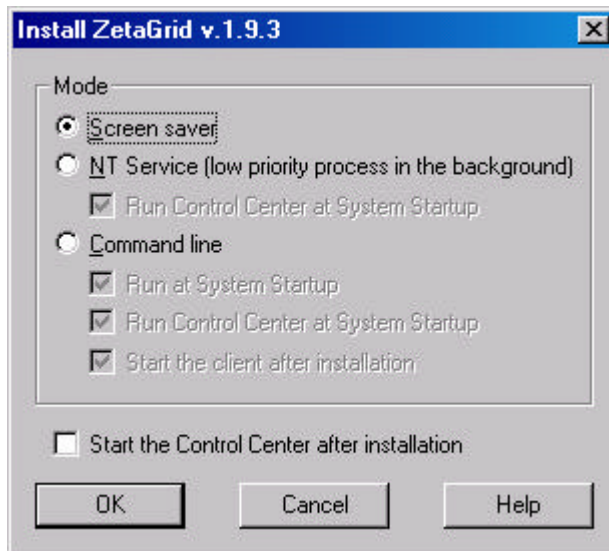 Install ZetaGrid v.1.9.3
Mode
Screen saver
NT Service (low priority process in the background)
Run Control Center at System Startup
Command line
Run at System Startup
Run Control Center at System Startup
Start the client after installation
Start the Control Center after installation
OK Cancel Help